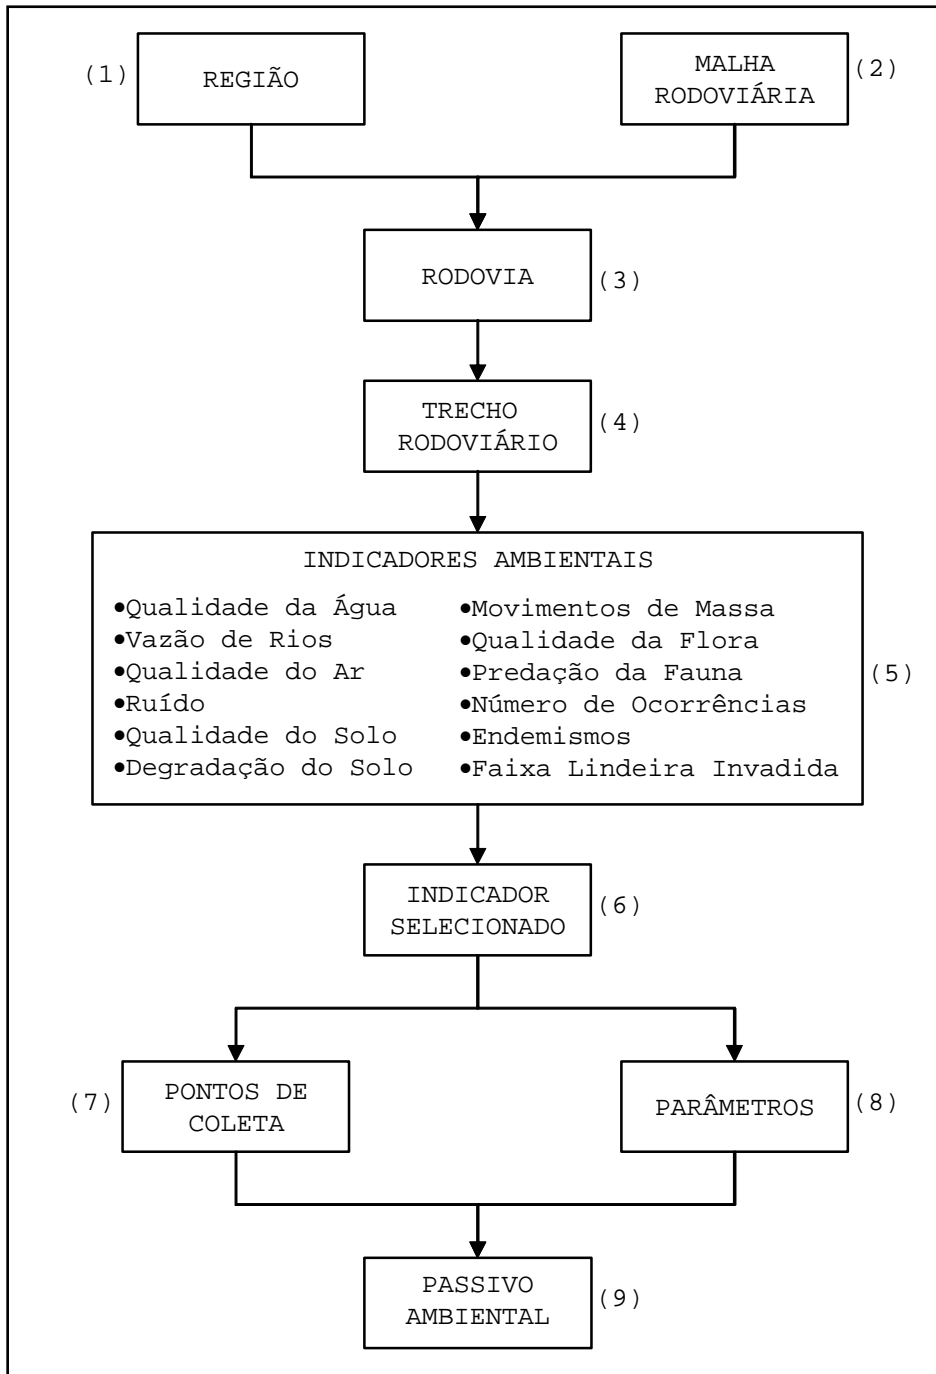 (1)
REGIÃO
MALHA
RODOVIÁRIA
(2)
RODOVIA
(3)
TRECHO
RODOVIÁRIO
(4)
INDICADORES AMBIENTAIS
•Qualidade da Água
•Vazão de Rios
•Qualidade do Ar
•Ruído
•Qualidade do Solo
•Degradação do Solo
•Movimentos de Massa
•Qualidade da Flora
•Predação da Fauna
•Número de Ocorrências
•Endemismos
•Faixa Lindeira Invadida
(5)
INDICADOR
SELECIONADO
(6)
(7)
PONTOS DE
COLETA
PARÂMETROS
(8)
PASSIVO
AMBIENTAL
(9)